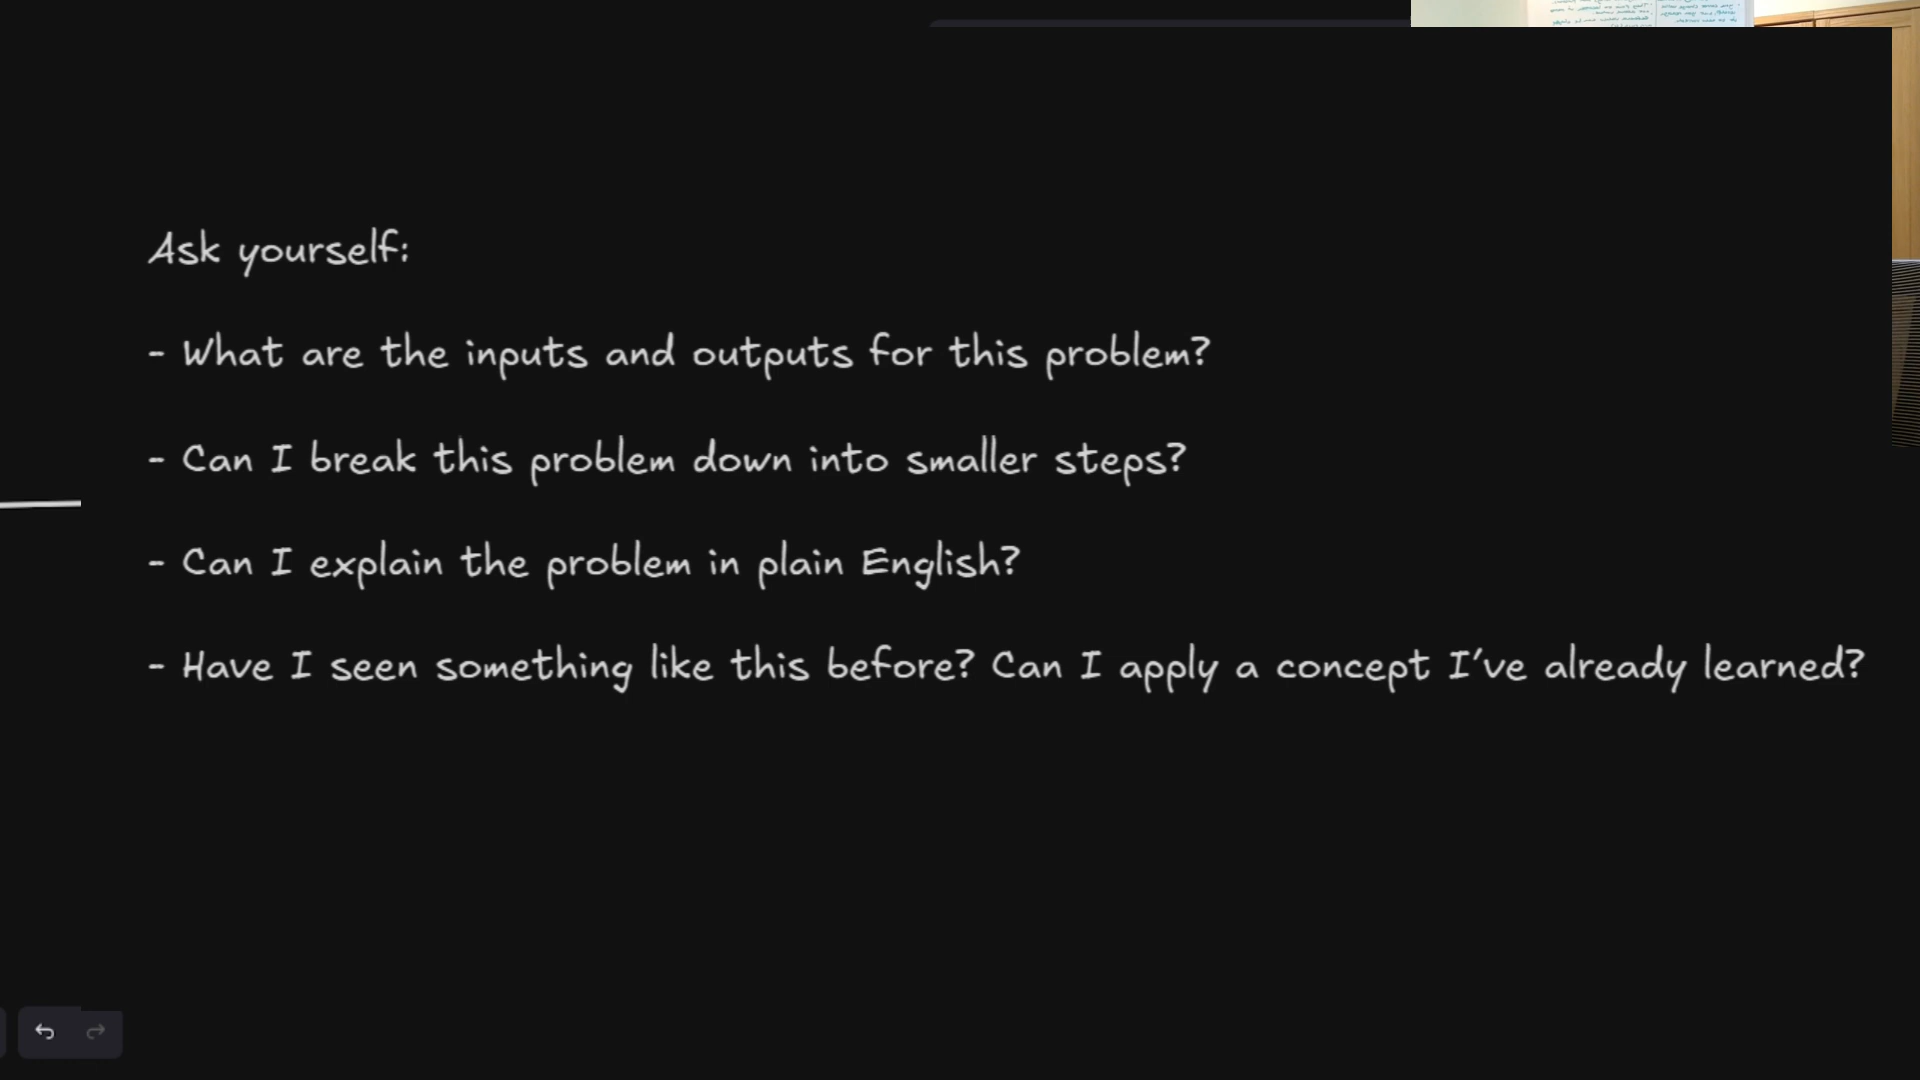 Ask yourself:
- What are the inputs and outputs for this problem?
- Can I break this problem down into smaller steps?
- Can I explain the problem in plain English?
- Have I seen something like this before? Can I apply a concept I've already learned?